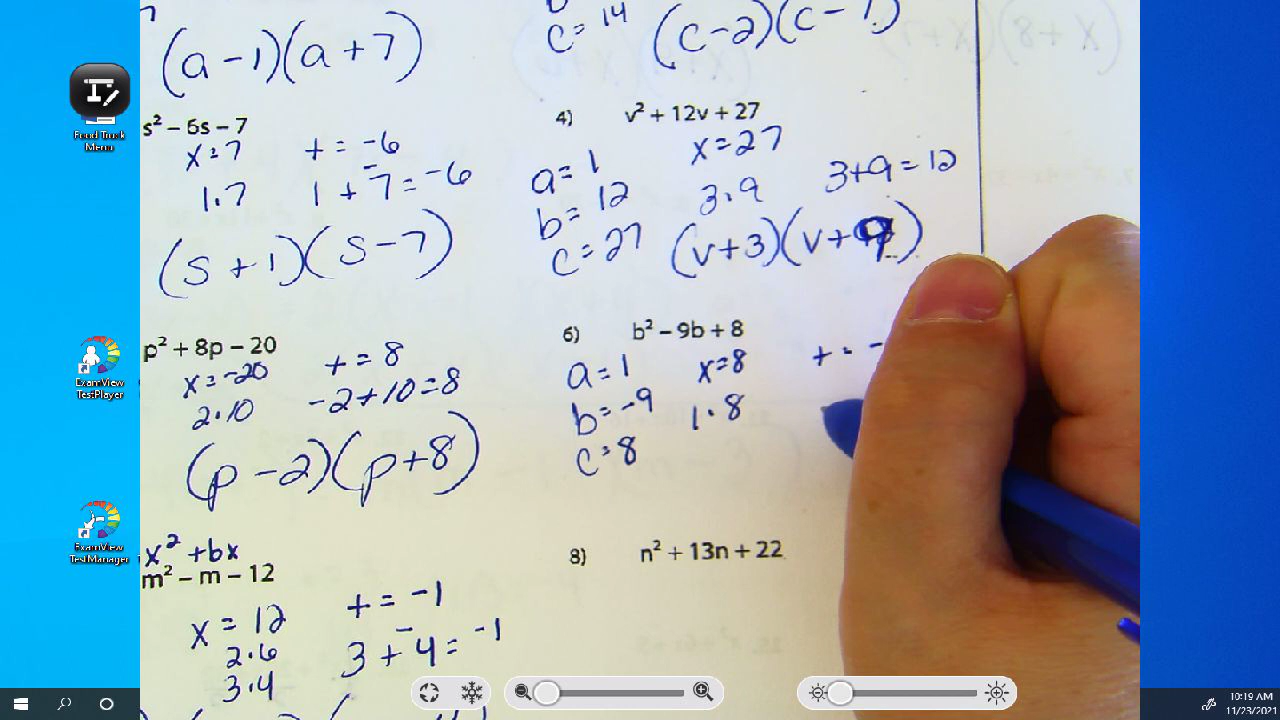 (a - 1)(a + 7)
c = 14
(c - 2)(c - 1)
s² – 6s – 7
x = 7
+ = -6
1 . 7
1 + -7 = -6
(s + 1)(s - 7)
4) v² + 12v + 27
a = 1
x = 27
b = 12
3 . 9
3 + 9 = 12
c = 27
(v + 3)(v + 9)
p² + 8p – 20
x = -20
+ = 8
2 . 10
-2 + 10 = 8
(p - 2)(p + 8)
6) b² – 9b + 8
a = 1
x = 8
+ = -
b = -9
1 . 8
c = 8
x² + bx
m² – m – 12
x = 12
+ = -1
2 . 6
3 + -4 = -1
3 . 4
8) n² + 13n + 22
Food Truck
Menu
ExamView
TestPlayer
ExamView
TestManager
10:19 AM
11/23/2021